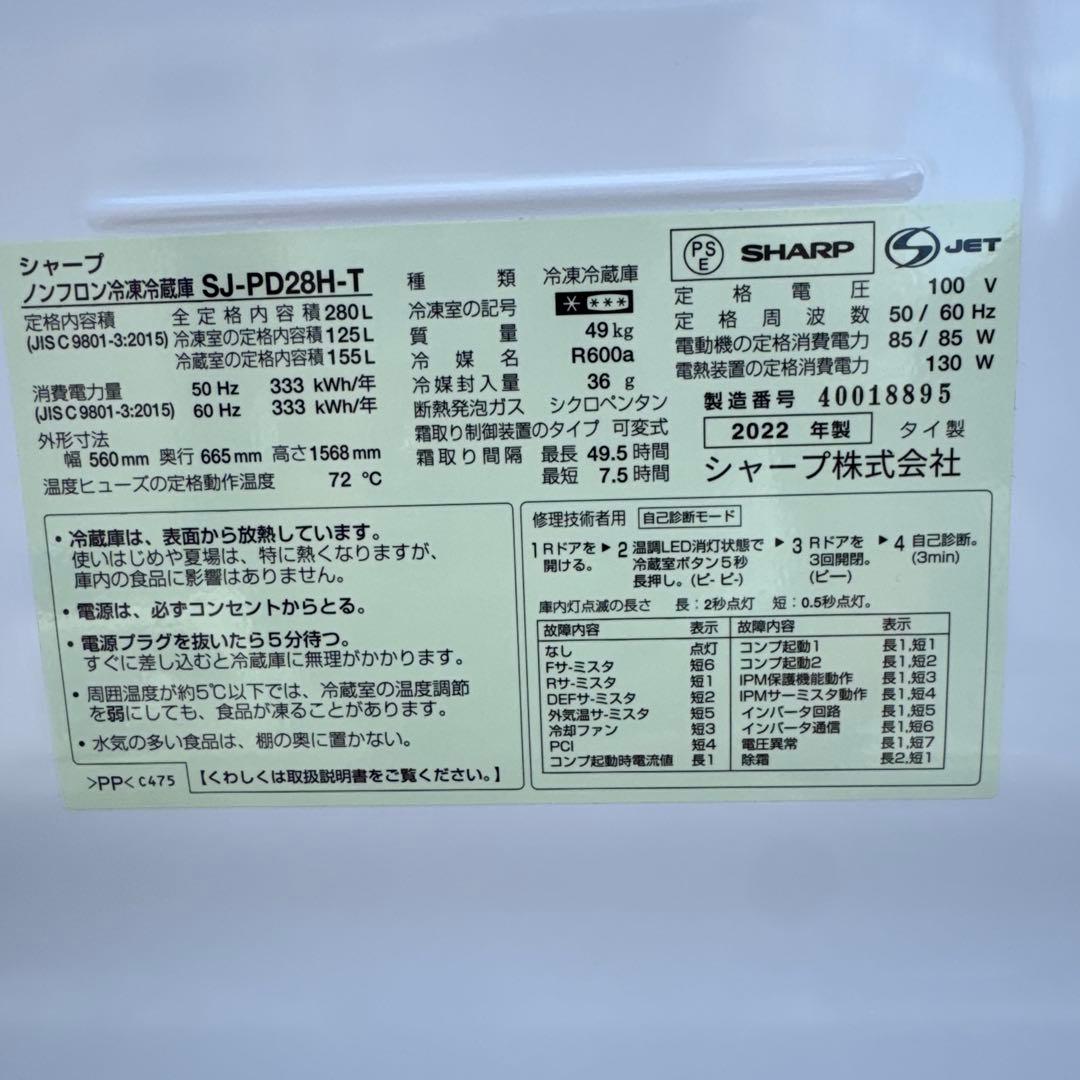 シャープ
ノンフロン冷凍冷蔵庫 SJ-PD28H-T
定格内容積 全定格内容積 280L
(JIS C 9801-3:2015) 冷凍室の定格内容積 125L
冷蔵室の定格内容積 155L
消費電力量 50 Hz 333 kWh/年
(JIS C 9801-3:2015) 60 Hz 333 kWh/年
外形寸法
幅 560mm 奥行 665mm 高さ1568mm
温度ヒューズの定格動作温度 72 ℃
種類 冷凍冷蔵庫
冷凍室の記号 * ***
質量 49kg
冷媒名 R600a
冷媒封入量 36 g
断熱発泡ガス シクロペンタン
霜取り制御装置のタイプ 可変式
霜取り間隔 最長 49.5 時間
最短 7.5 時間
PS E SHARP S JET
定格電圧 100 V
定格周波数 50 / 60 Hz
電動機の定格消費電力 85 / 85 W
電熱装置の定格消費電力 130 W
製造番号 40018895
2022 年製 タイ製
シャープ株式会社
・冷蔵庫は、表面から放熱しています。
使いはじめや夏場は、特に熱くなりますが、
庫内の食品に影響はありません。
・電源は、必ずコンセントからとる。
・電源プラグを抜いたら5分待つ。
すぐに差し込むと冷蔵庫に無理がかかります。
・周囲温度が約5℃以下では、冷蔵室の温度調節
を弱にしても、食品が凍ることがあります。
・水気の多い食品は、棚の奥に置かない。
>PP< C475 【くわしくは取扱説明書をご覧ください。】
修理技術者用 自己診断モード
1 Rドアを開ける。 ▶ 2 温調LED消灯状態で冷蔵室ボタン5秒長押し。(ピ- ピ-) ▶ 3 Rドアを3回開閉。(ピー) ▶ 4 自己診断。(3min)
庫内灯点滅の長さ 長：2秒点灯 短：0.5秒点灯。
故障内容 表示 故障内容 表示
なし 点灯 コンプ起動1 長1,短1
Fサ-ミスタ 短6 コンプ起動2 長1,短2
Rサ-ミスタ 短1 IPM保護機能動作 長1,短3
DEFサ-ミスタ 短2 IPMサーミスタ動作 長1,短4
外気温サ-ミスタ 短5 インバータ回路 長1,短5
冷却ファン 短3 インバータ通信 長1,短6
PCI 短4 電圧異常 長1,短7
コンプ起動時電流値 長1 除霜 長2,短1